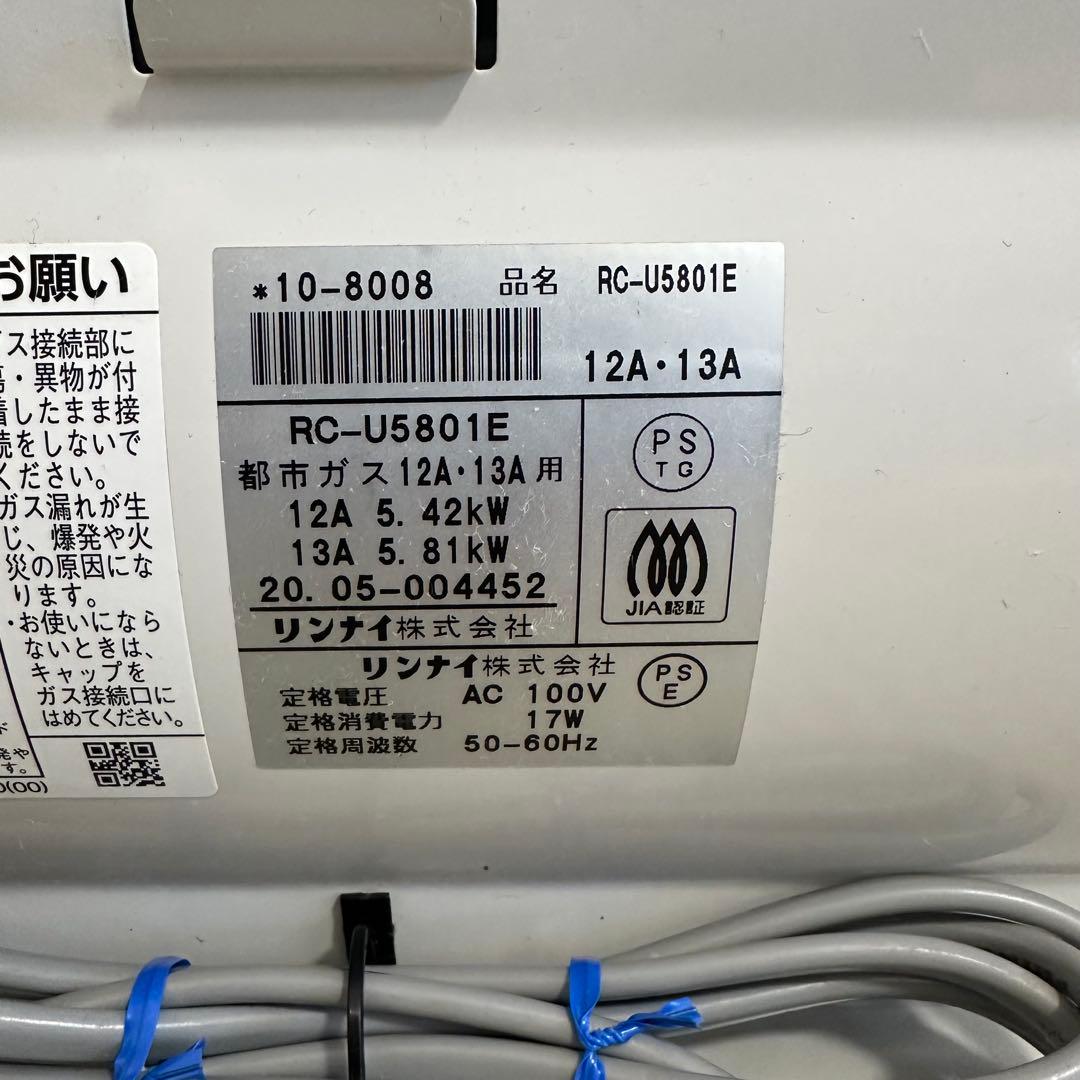 お願い
ス接続部に
・異物が付
着したまま接
続をしないで
ください。
ガス漏れが生
じ、爆発や火
災の原因にな
ります。
・お使いになら
ないときは、
キャップを
ガス接続口に
はめてください。
や
す。
(00)
*10-8008 品名 RC-U5801E
12A・13A
RC-U5801E
都市ガス12A・13A用
12A 5.42kW
13A 5.81kW
20.05-004452
リンナイ株式会社
PS
TG
JIA認証
リンナイ株式会社
定格電圧 AC 100V
定格消費電力 17W
定格周波数 50-60Hz
PS
E